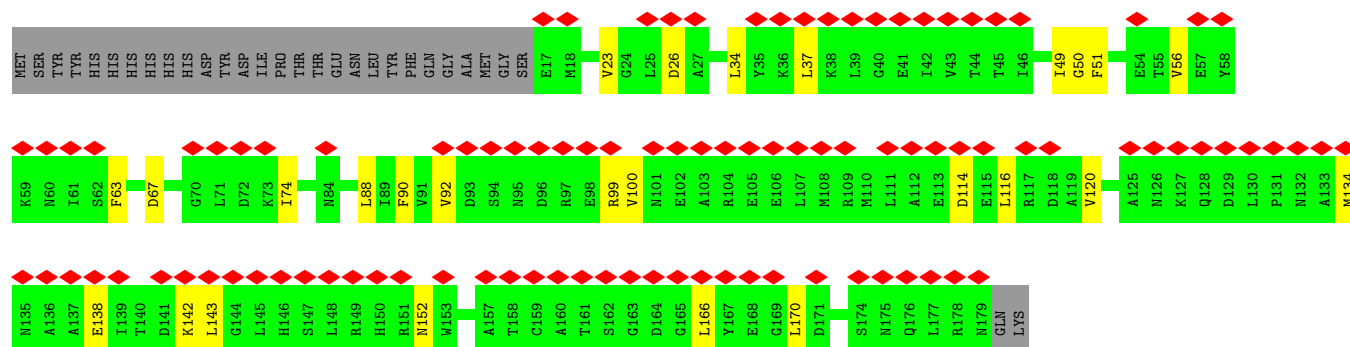 MET SER TYR TYR HIS HIS HIS HIS HIS HIS ASP TYR ASP ILE PRO THR THR GLU ASN LEU TYR PHE GLN GLY ALA MET GLY SER E17 M18 V23 G24 L25 D26 A27 L34 Y35 K36 L37 K38 L39 G40 E41 I42 V43 T44 T45 I46 I49 G50 F51 E54 T55 V56 E57 Y58
K59 N60 I61 S62 F63 D67 G70 L71 D72 K73 I74 N84 L88 I89 F90 V91 V92 D93 S94 N95 D96 R97 E98 R99 V100 N101 E102 A103 R104 E105 E106 L107 M108 R109 M110 L111 A112 E113 D114 E115 L116 R117 D118 A119 V120 A125 N126 K127 Q128 D129 L130 P131 N132 A133 M134
N135 A136 A137 E138 I139 T140 D141 K142 L143 G144 L145 H146 S147 L148 R149 H150 R151 N152 W153 A157 T158 C159 A160 T161 S162 G163 D164 G165 L166 Y167 E168 G169 L170 D171 S174 N175 Q176 L177 R178 N179 GLN LYS